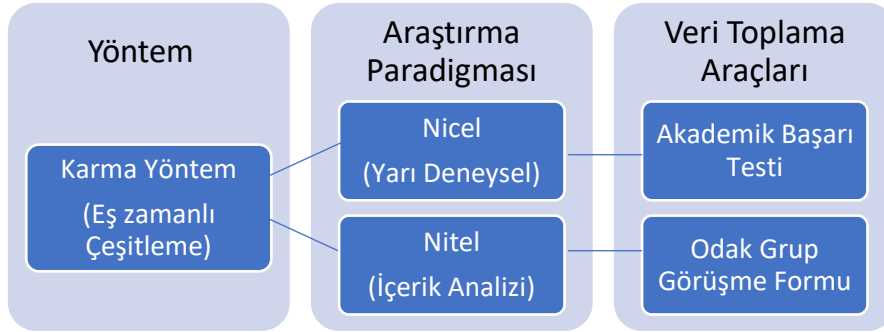 Yöntem
Araştırma
Paradigması
Veri Toplama
Araçları
Karma Yöntem
(Eş zamanlı
Çeşitleme)
Nicel
(Yarı Deneysel)
Akademik Başarı
Testi
Nitel
(İçerik Analizi)
Odak Grup
Görüşme Formu